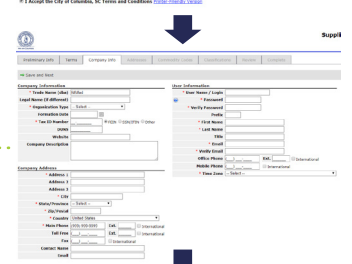 I Accept the City of Columbia, SC Terms and Conditions Printer Friendly Version
Suppli
Preliminary Info
Terms
Company Info
Save and Next
Company Information
* Trade Name (dba)
Legal Name (if different)
* Organization Type -- Select --
Formation Date
* Tax ID Number
FEIN
SSN/ITIN
Other
DUNS
Website
Company Description
Company Address
* Address 1
Address 2
Address 3
* City
* State/Province -- Select --
* Zip/Postal
* Country United States
* Main Phone Ext. International
Toll Free Ext. International
Fax International
Contact Name
Email
User Information
* User Name / Login
* Password
* Verify Password
Prefix
* First Name
* Last Name
Title
* Email
* Verify Email
Office Phone Ext. International
Mobile Phone International
* Time Zone -- Select --